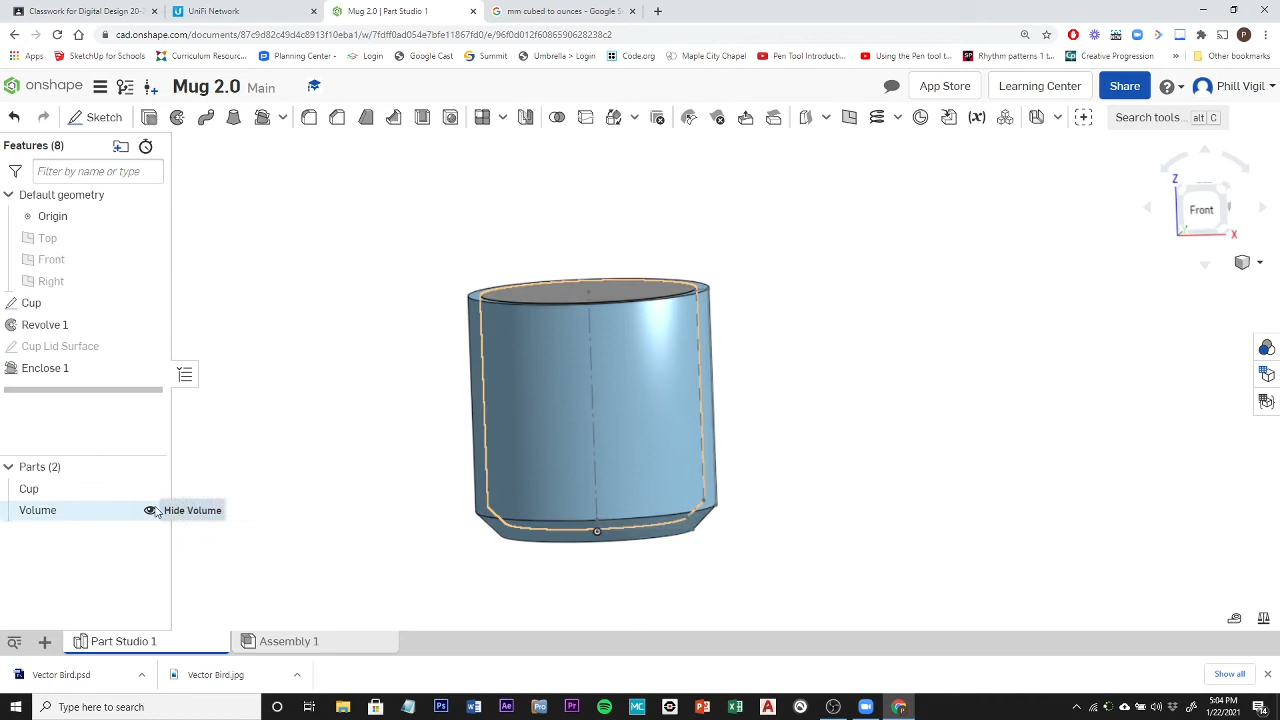 Classwork for Digital Design 20-2
UniFi Network
Mug 2.0 | Part Studio 1
mm cubed to ounces - Google Se
cad.onshape.com/documents/87c9d82c49d4c8913f10eba1/w/7fdff0ad054e7b1f11867f60/e/96f0d012f6086590628238c2
Apps
SketchUp for Schools
Curriculum Resour...
Planning Center
Google Cast
Summit
Umbrella > Login
Code.org
Maple City Chapel
Pen Tool Introducti...
Using the Pen tool i...
Rhythm patterns 1 t...
Creative Progression
Other bookmarks
onshape
Mug 2.0 Main
App Store
Learning Center
Share
Phill Vigil
Sketch
Search tools... alt C
Features (8)
Filter by name or type
Default geometry
Origin
Top
Front
Right
Cup
Revolve 1
Cup Lid Surface
Enclose 1
Z
Front
X
Parts (2)
Cup
Volume
Hide Volume
Part Studio 1
Assembly 1
Vector Bird.psd
Vector Bird.jpg
Show all
Type here to search
5:04 PM
1/22/2021